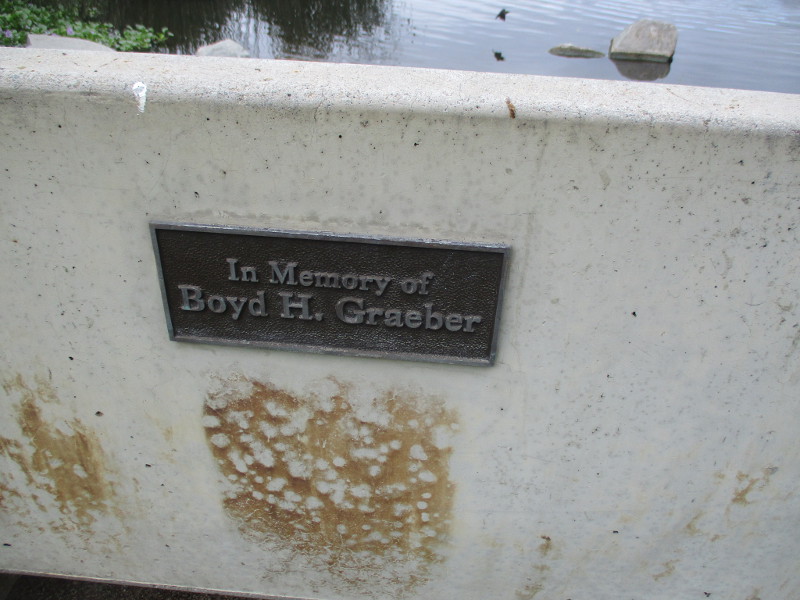 In Memory of
Boyd H. Graeber